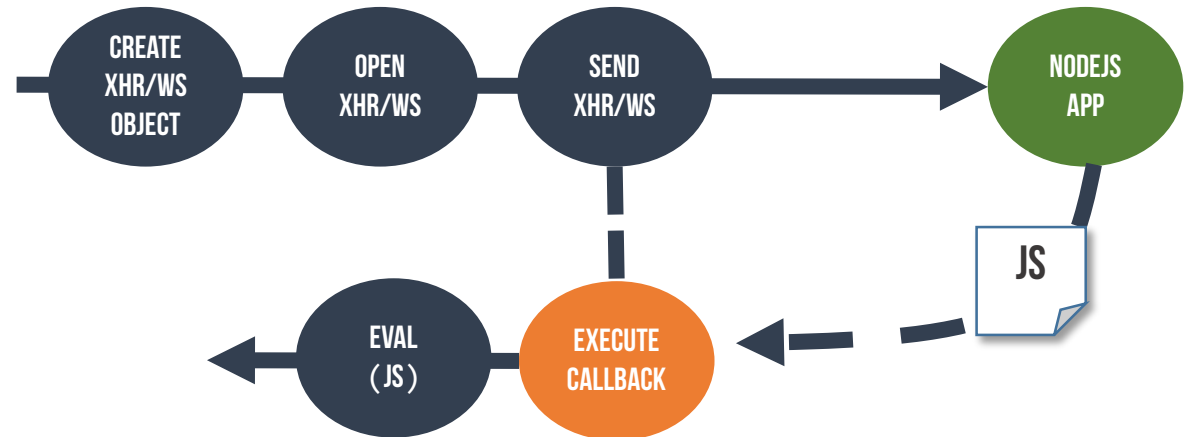 CREATE
XHR/WS
OBJECT
OPEN
XHR/WS
SEND
XHR/WS
NODEJS
APP
JS
EVAL
(JS)
EXECUTE
CALLBACK